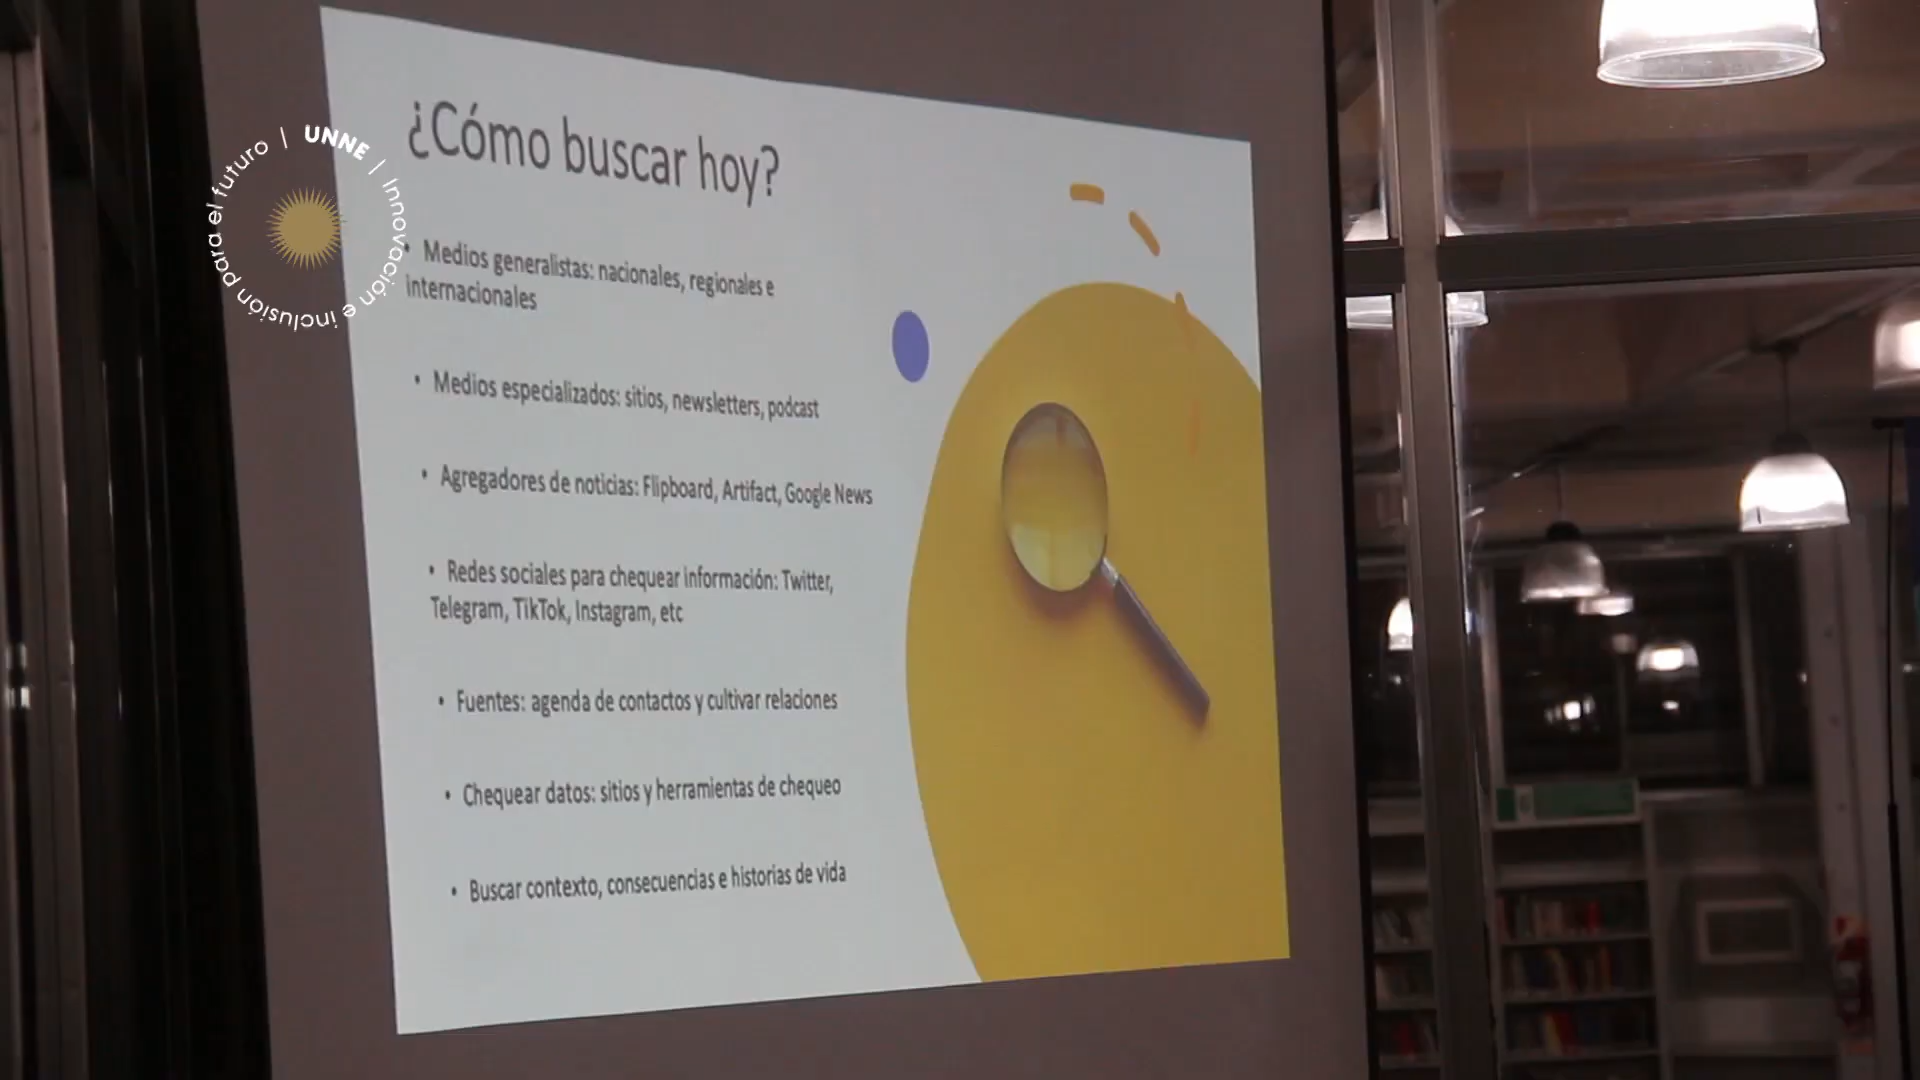 ¿Cómo buscar hoy?
• Medios generalistas: nacionales, regionales e
internacionales
• Medios especializados: sitios, newsletters, podcast
• Agregadores de noticias: Flipboard, Artifact, Google News
• Redes sociales para chequear información: Twitter,
Telegram, TikTok, Instagram, etc
• Fuentes: agenda de contactos y cultivar relaciones
• Chequear datos: sitios y herramientas de chequeo
• Buscar contexto, consecuencias e historias de vida
| UNNE | Innovación e inclusión para el futuro